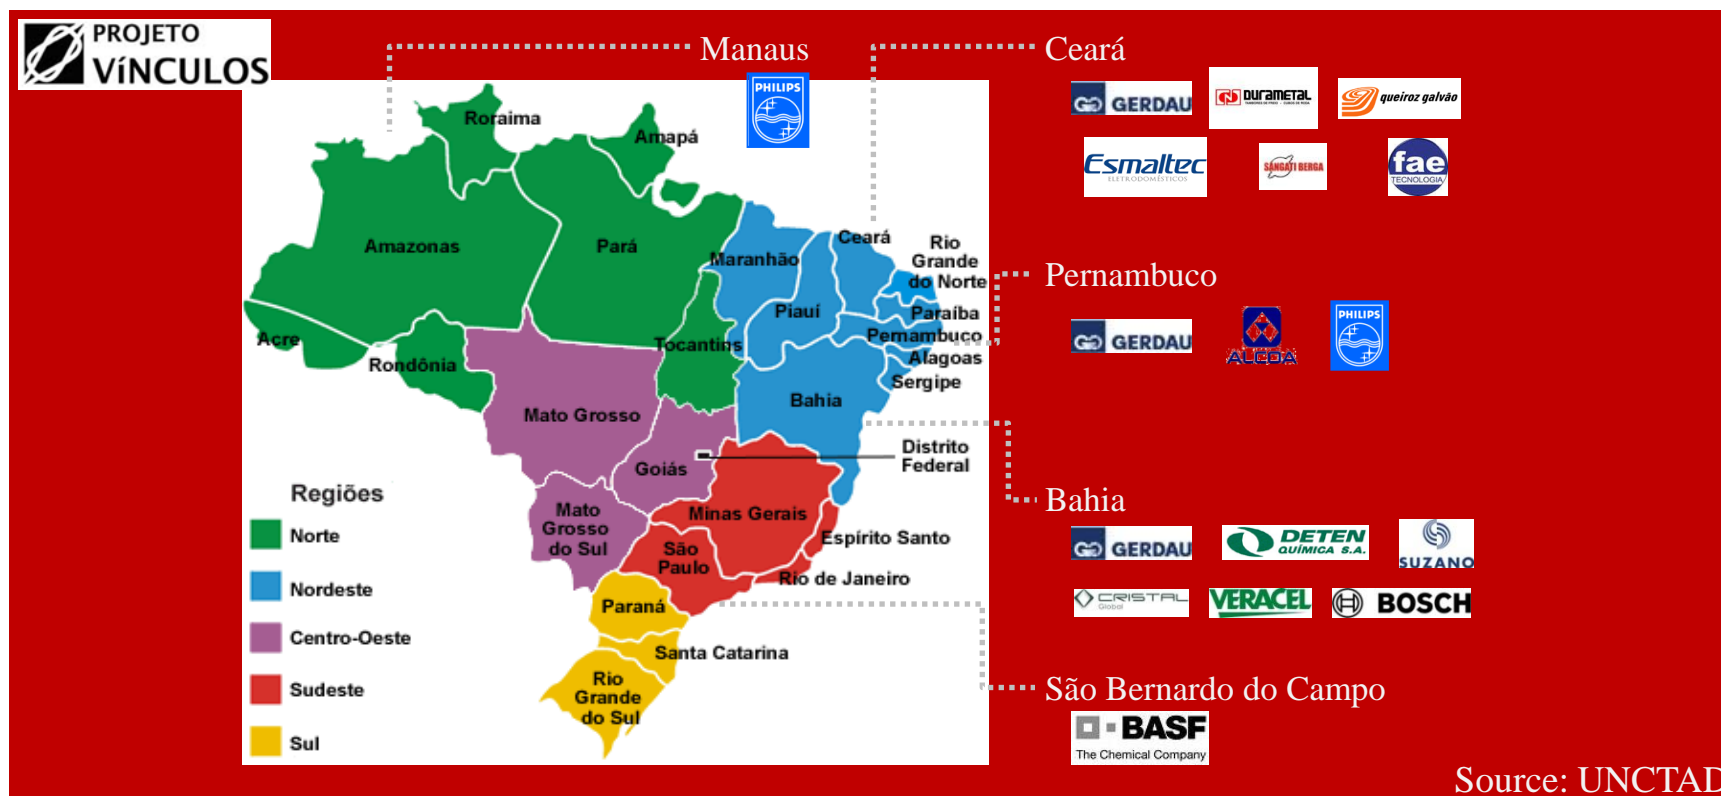 PROJETO
VÍNCULOS
Manaus
PHILIPS
Ceará
GERDAU
DURAMETAL
queiroz galvão
Esmaltec
ELETRODOMÉSTICOS
SANGATI BERGA
fae
TECNOLOGIA
Pernambuco
GERDAU
ALCOA
PHILIPS
Bahia
GERDAU
DETEN
QUÍMICA S.A.
SUZANO
CRISTAL
Global
VERACEL
BOSCH
São Bernardo do Campo
BASF
The Chemical Company
Roraima
Amapá
Amazonas
Pará
Maranhão
Ceará
Rio
Grande
do Norte
Piauí
Paraíba
Pernambuco
Acre
Rondônia
Tocantins
Alagoas
Sergipe
Bahia
Mato Grosso
Distrito
Federal
Goiás
Mato
Grosso
do Sul
Minas Gerais
Espírito Santo
São
Paulo
Rio de Janeiro
Paraná
Santa Catarina
Rio
Grande
do Sul
Regiões
Norte
Nordeste
Centro-Oeste
Sudeste
Sul
Source: UNCTAD